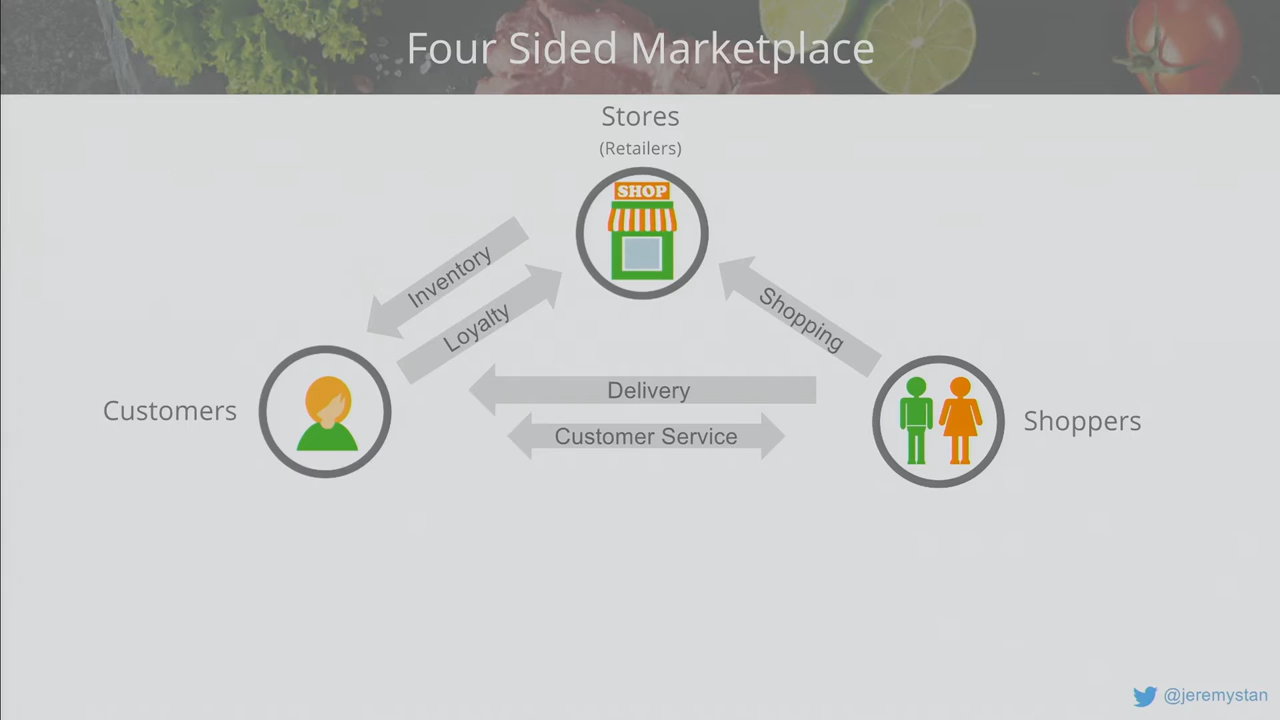 Four Sided Marketplace
Stores
(Retailers)
SHOP
Inventory
Loyalty
Shopping
Delivery
Customer Service
Customers
Shoppers
@jeremystan